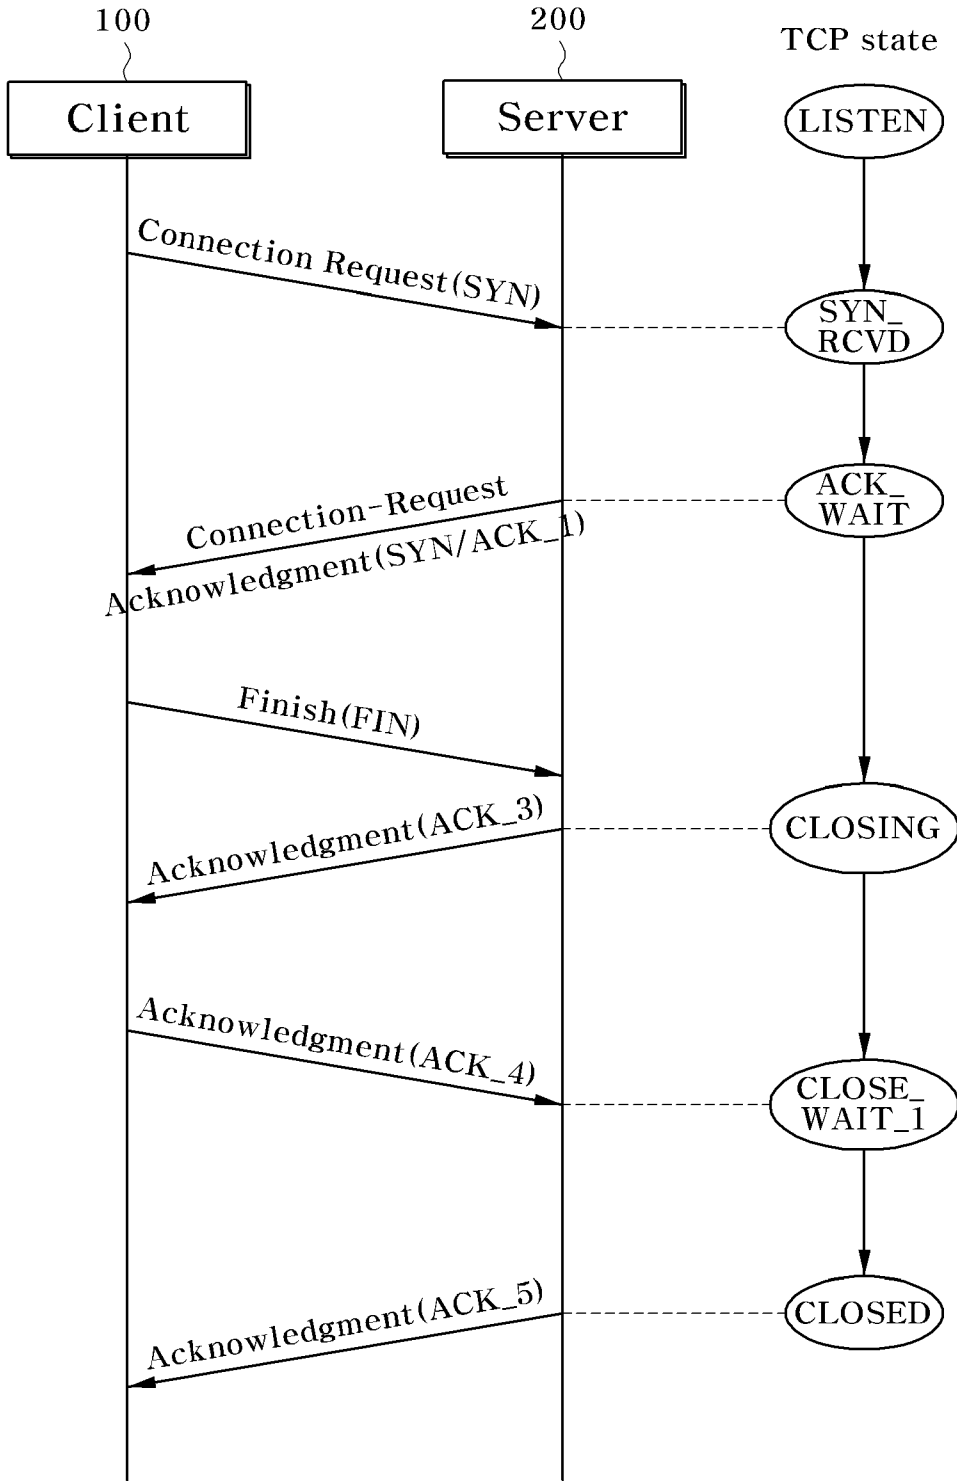 100
200
TCP state
Client
Server
LISTEN
Connection Request(SYN)
SYN_
RCVD
ACK_
WAIT
Connection-Request
Acknowledgment(SYN/ACK_1)
Finish(FIN)
Acknowledgment(ACK_3)
CLOSING
Acknowledgment(ACK_4)
CLOSE_
WAIT_1
Acknowledgment(ACK_5)
CLOSED